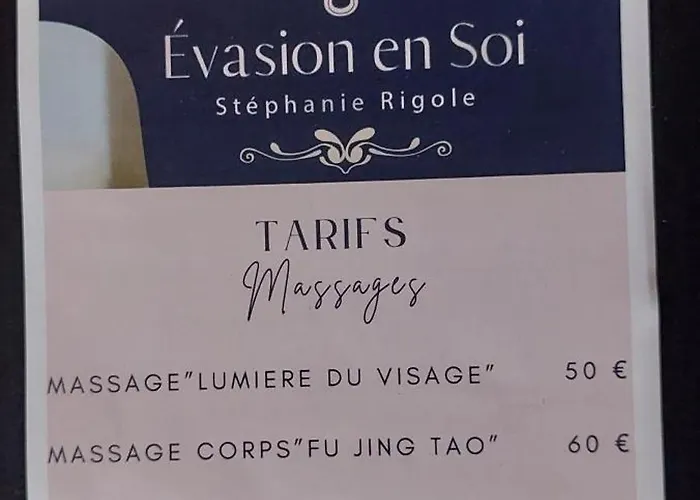 Évasion en Soi
Stéphanie Rigole
TARIFS
Massages
MASSAGE"LUMIERE DU VISAGE" 50 €
MASSAGE CORPS"FU JING TAO" 60 €